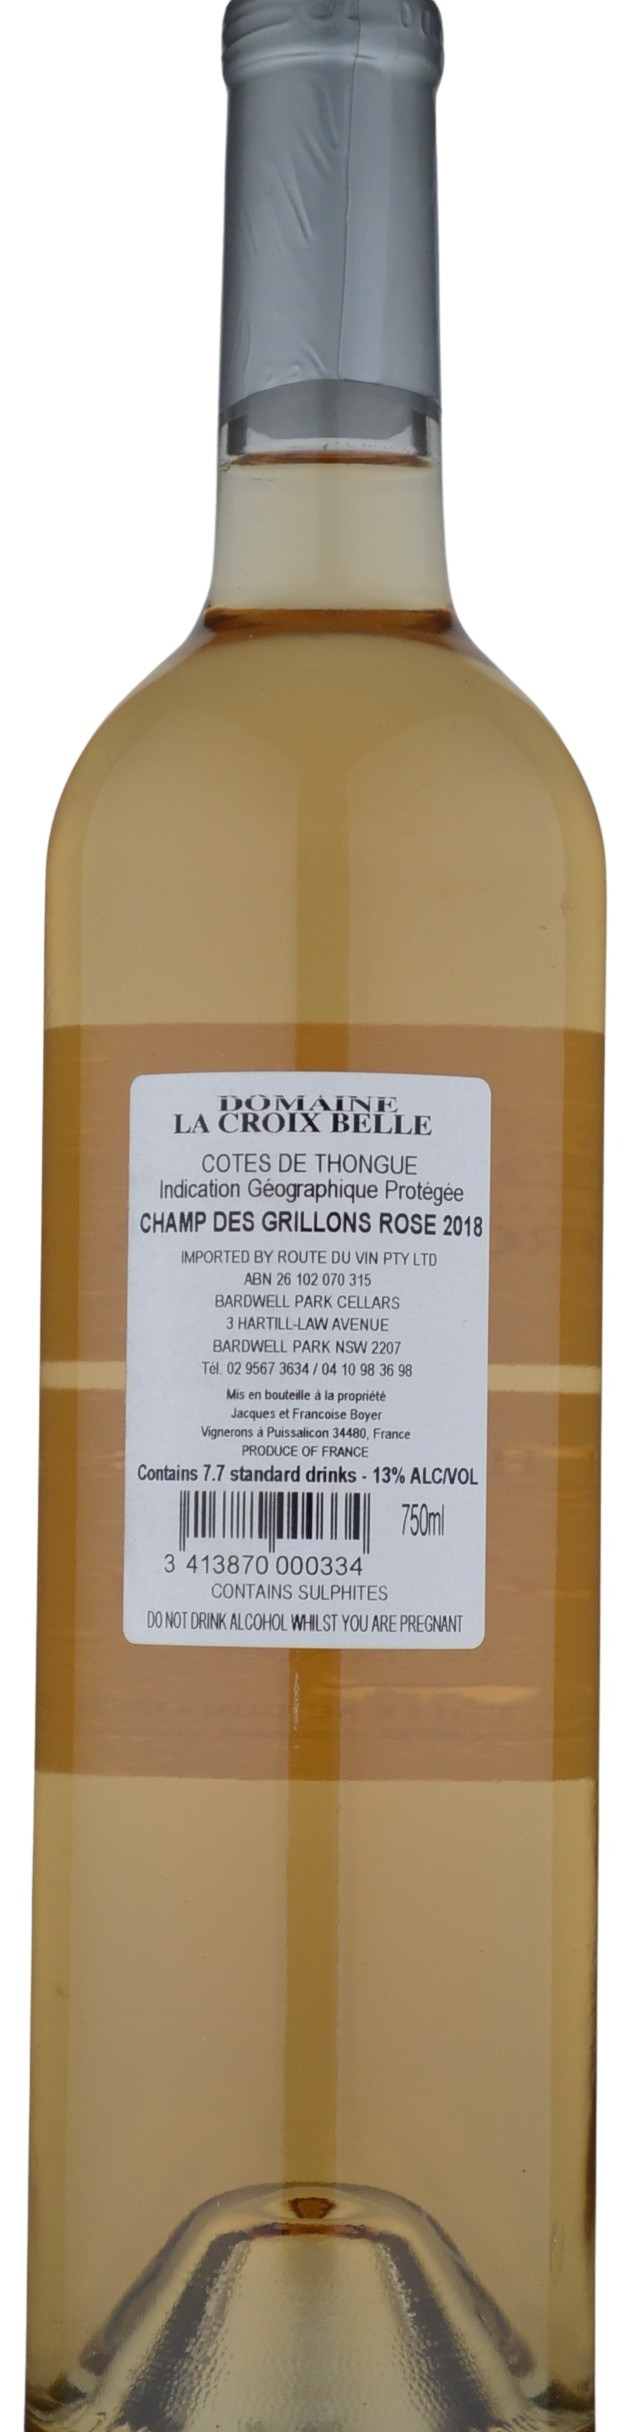 DOMAINE
LA CROIX BELLE
COTES DE THONGUE
Indication Géographique Protégée
CHAMP DES GRILLONS ROSE 2018
IMPORTED BY ROUTE DU VIN PTY LTD
ABN 26 102 070 315
BARDWELL PARK CELLARS
3 HARTILL-LAW AVENUE
BARDWELL PARK NSW 2207
Tél. 02 9567 3634 / 04 10 98 36 98
Mis en bouteille à la propriété
Jacques et Francoise Boyer
Vignerons á Puissalicon 34480, France
PRODUCE OF FRANCE
Contains 7.7 standard drinks - 13% ALC/VOL
750ml
3 413870 000334
CONTAINS SULPHITES
DO NOT DRINK ALCOHOL WHILST YOU ARE PREGNANT